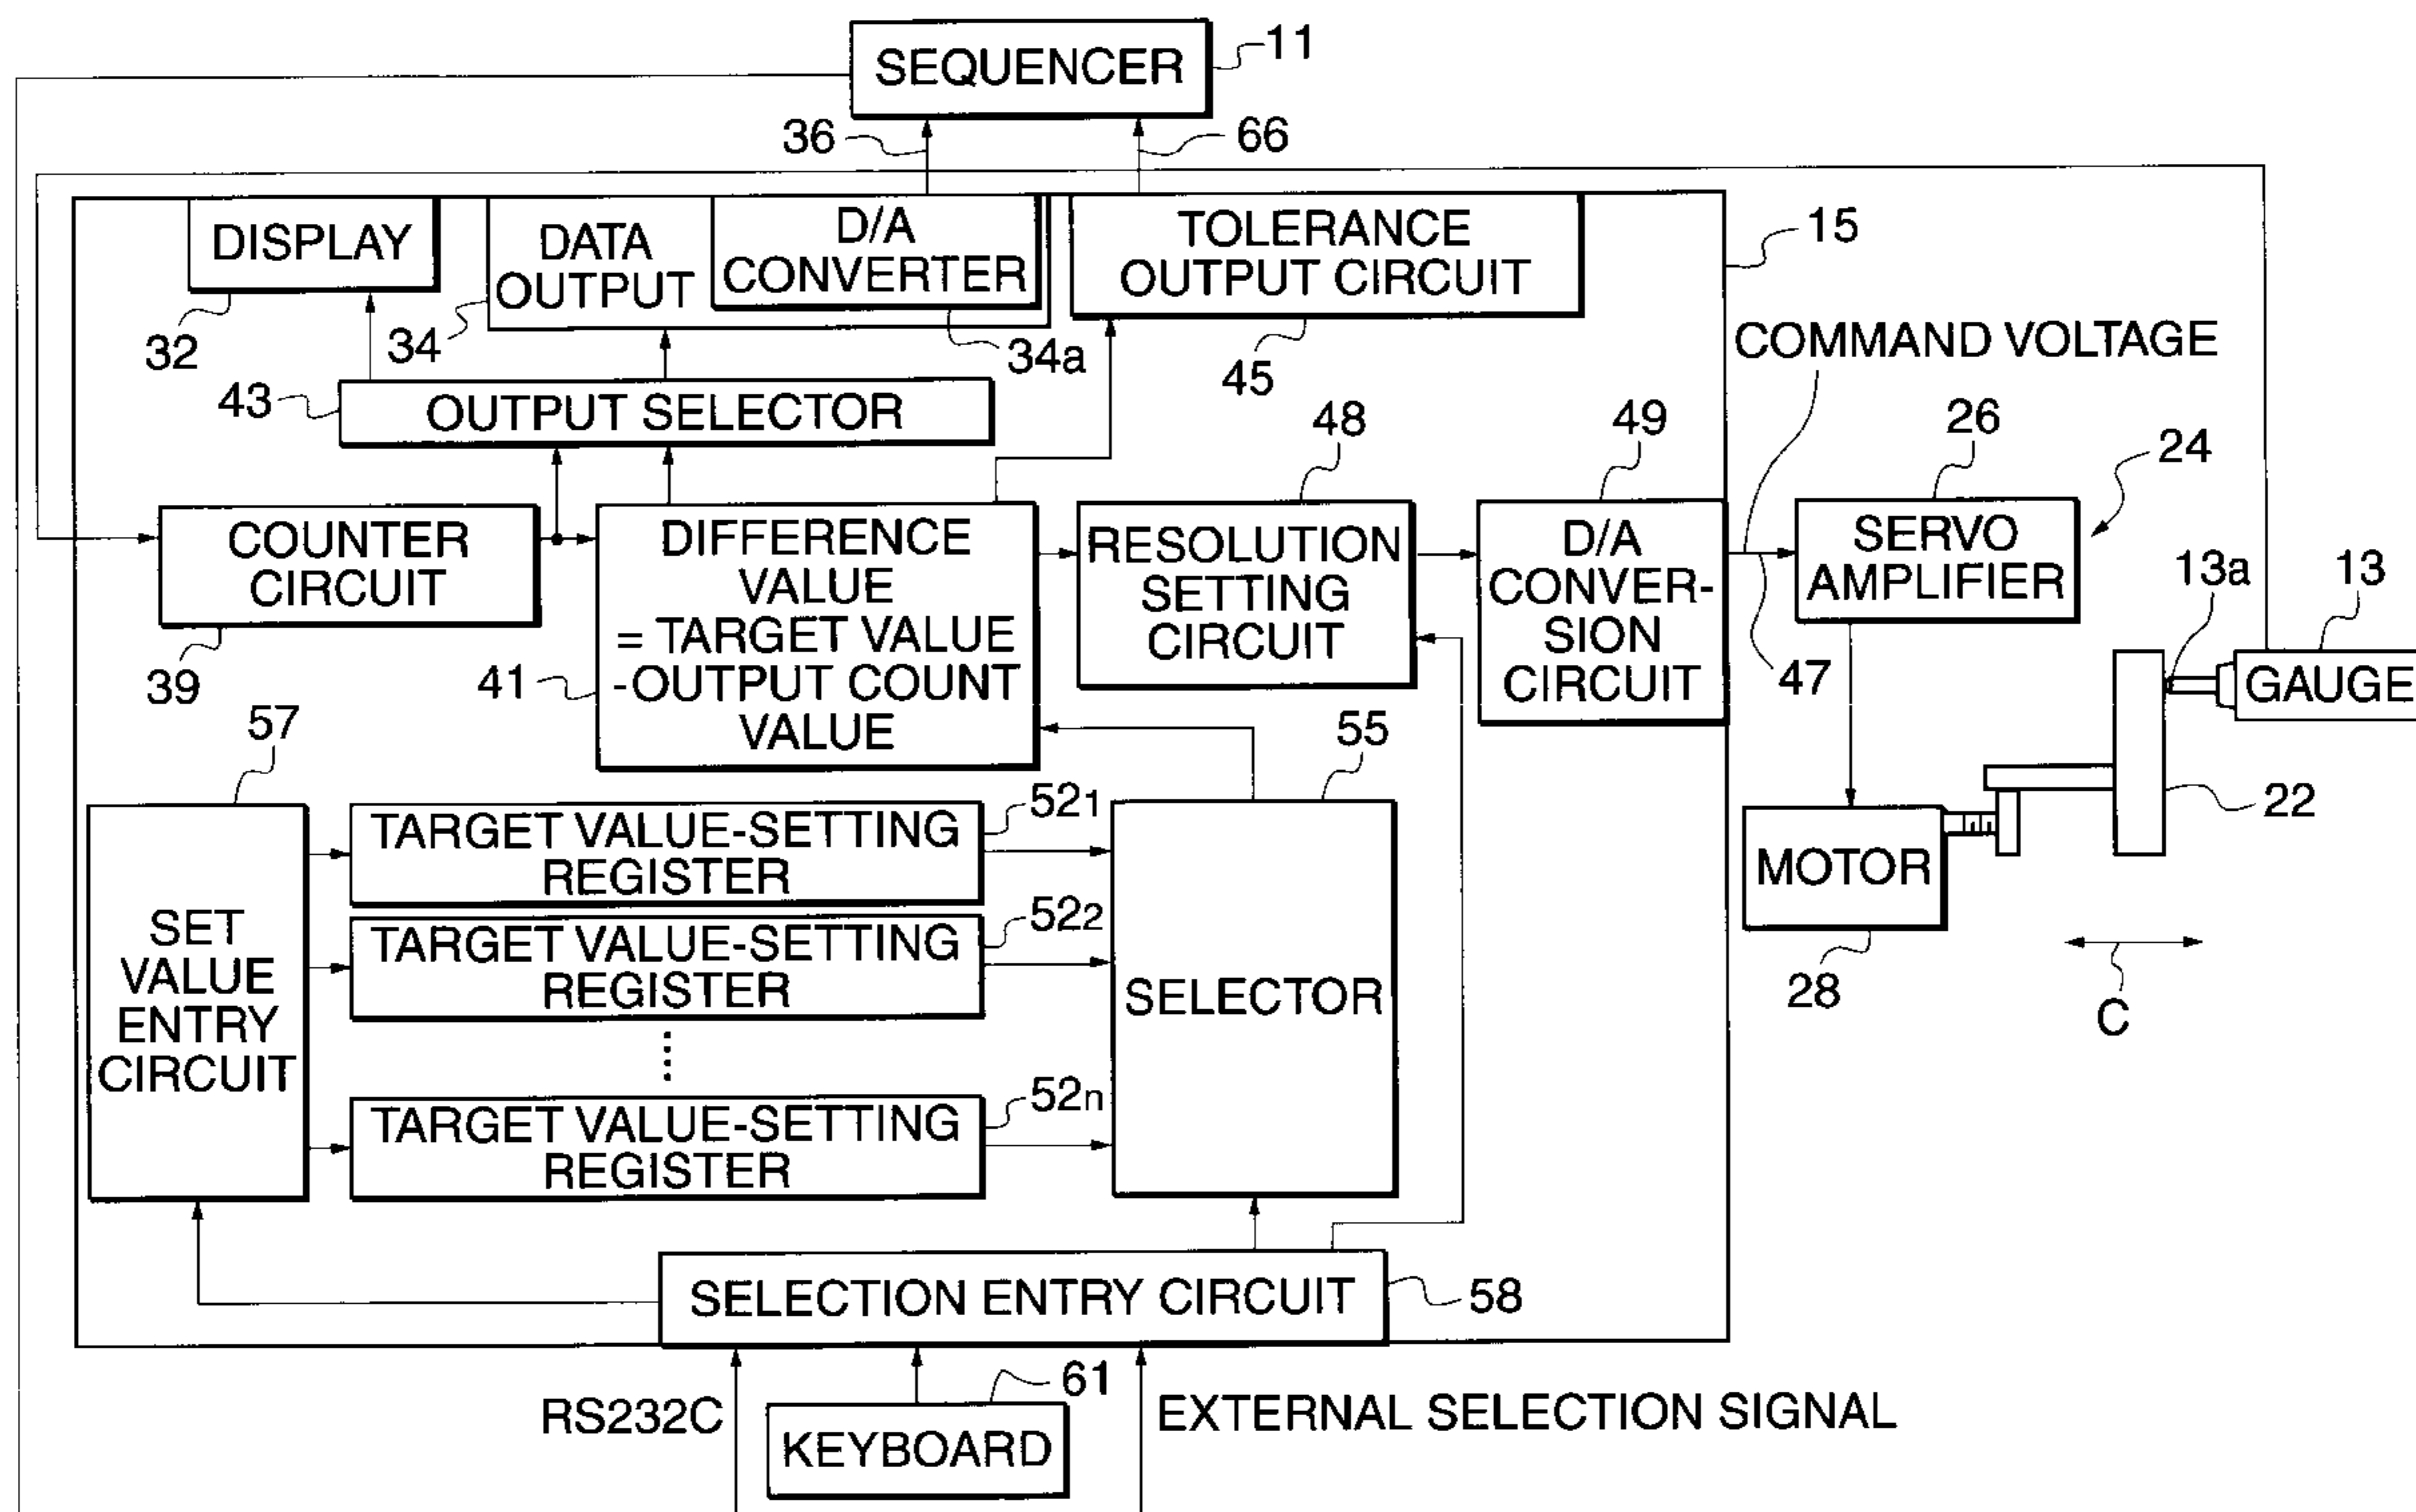 SEQUENCER
11
36
66
DISPLAY
DATA
OUTPUT
D/A
CONVERTER
TOLERANCE
OUTPUT CIRCUIT
15
32
34
34a
45
COMMAND VOLTAGE
43
OUTPUT SELECTOR
48
49
26
24
COUNTER
CIRCUIT
39
DIFFERENCE
VALUE
= TARGET VALUE
-OUTPUT COUNT
VALUE
41
RESOLUTION
SETTING
CIRCUIT
D/A
CONVER-
SION
CIRCUIT
47
SERVO
AMPLIFIER
13a
13
GAUGE
57
55
22
SET
VALUE
ENTRY
CIRCUIT
TARGET VALUE-SETTING
REGISTER
521
TARGET VALUE-SETTING
REGISTER
522
TARGET VALUE-SETTING
REGISTER
52n
SELECTOR
MOTOR
28
C
SELECTION ENTRY CIRCUIT
58
RS232C
61
KEYBOARD
EXTERNAL SELECTION SIGNAL